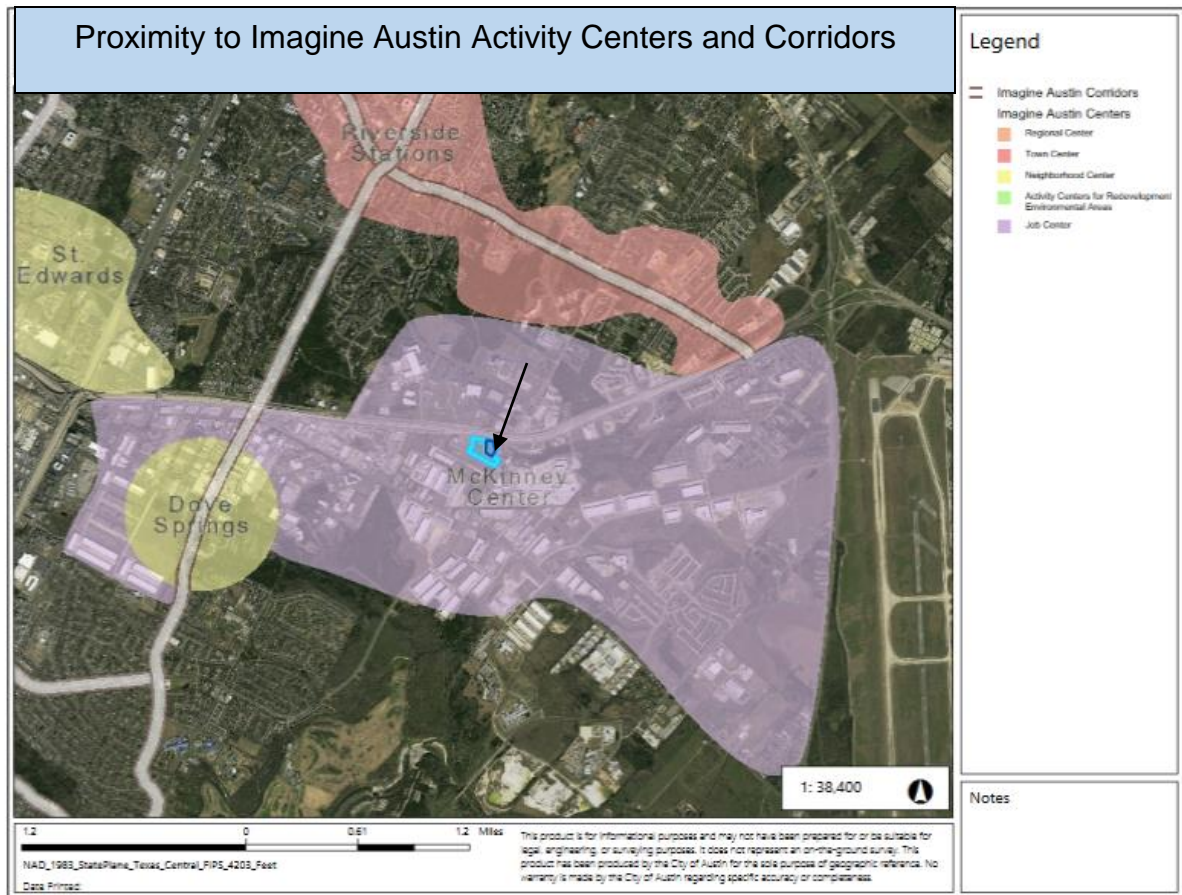 Proximity to Imagine Austin Activity Centers and Corridors
Riverside
Stations
St.
Edwards
McKinney
Center
Dove
Springs
1: 38,400
Legend
Imagine Austin Corridors
Imagine Austin Centers
Regional Center
Town Center
Neighborhood Center
Activity Centers for Redevelopment
Environmental Areas
Job Center
Notes
1.2 0 0.61 1.2 Miles
NAD_1983_StatePlane_Texas_Central_FIPS_4203_Feet
Date Printed:
This product is for informational purposes and may not have been prepared for or be suitable for
legal, engineering, or surveying purposes. It does not represent an on-the-ground survey. This
product has been produced by the City of Austin for the sole purpose of geographic reference. No
warranty is made by the City of Austin regarding specific accuracy or completeness.